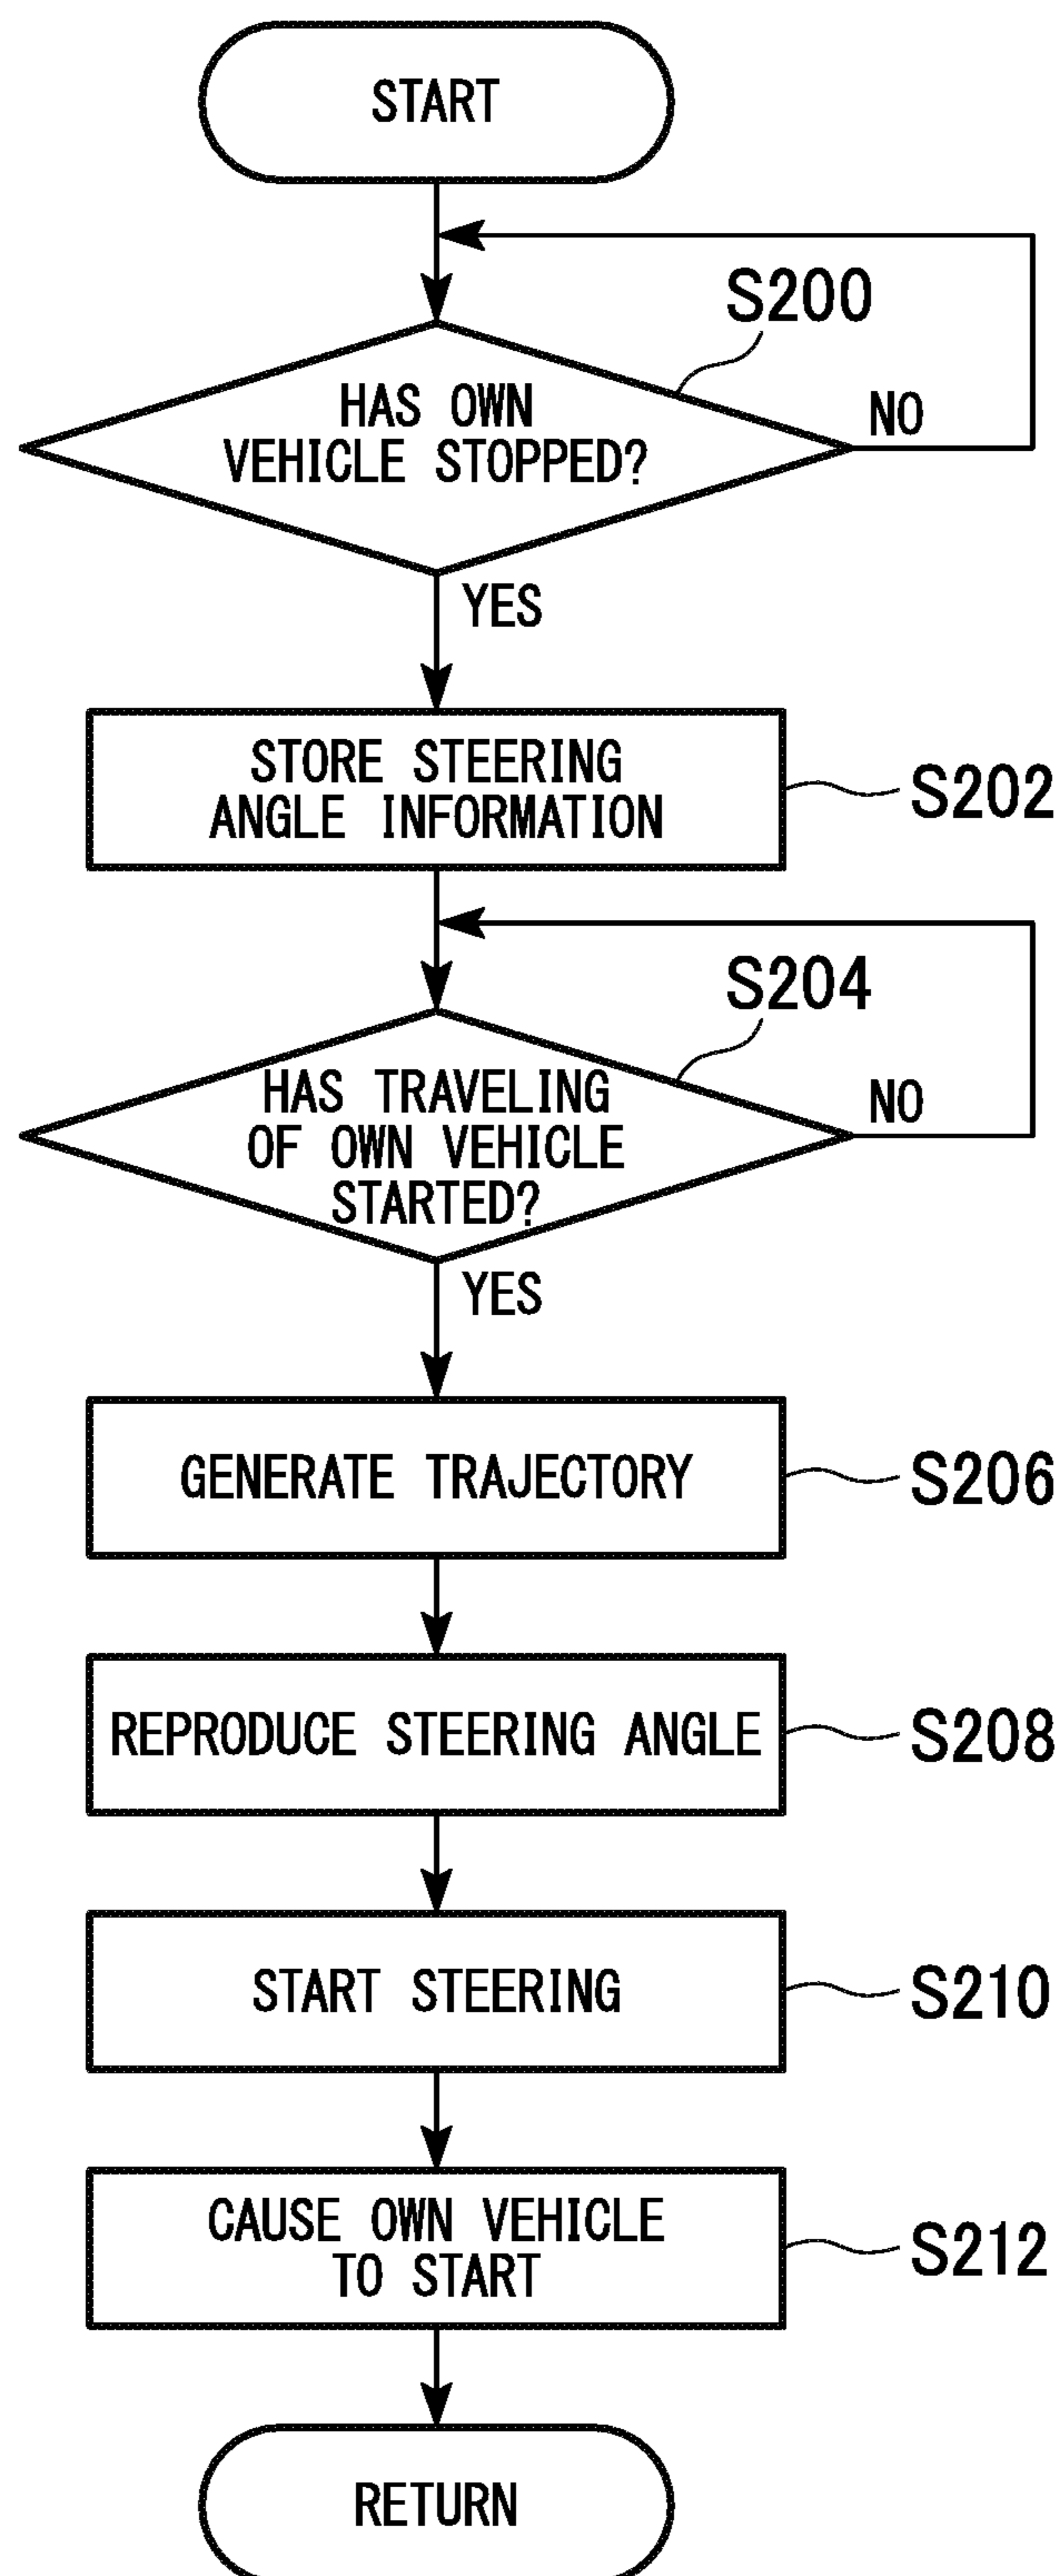 START
S200
HAS OWN
VEHICLE STOPPED?
NO
YES
STORE STEERING
ANGLE INFORMATION
S202
S204
HAS TRAVELING
OF OWN VEHICLE
STARTED?
NO
YES
GENERATE TRAJECTORY
S206
REPRODUCE STEERING ANGLE
S208
START STEERING
S210
CAUSE OWN VEHICLE
TO START
S212
RETURN